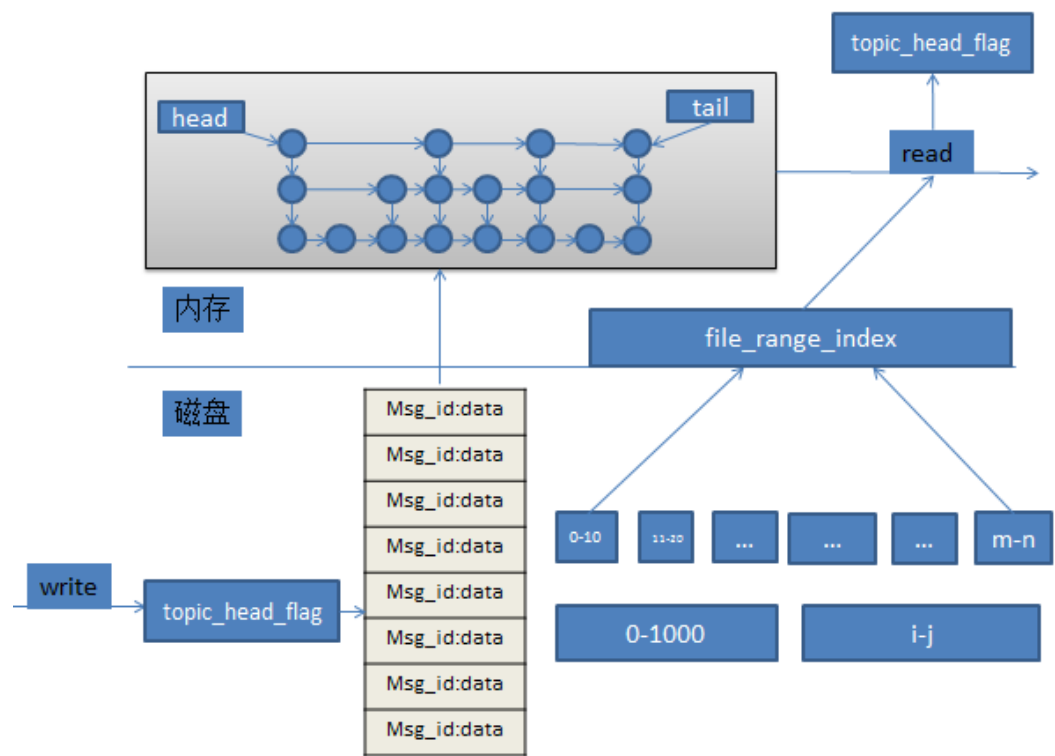 topic_head_flag
head
tail
read
内存
file_range_index
磁盘
Msg_id:data
Msg_id:data
Msg_id:data
Msg_id:data
Msg_id:data
Msg_id:data
Msg_id:data
Msg_id:data
0-10
11-20
...
...
...
m-n
write
topic_head_flag
0-1000
i-j